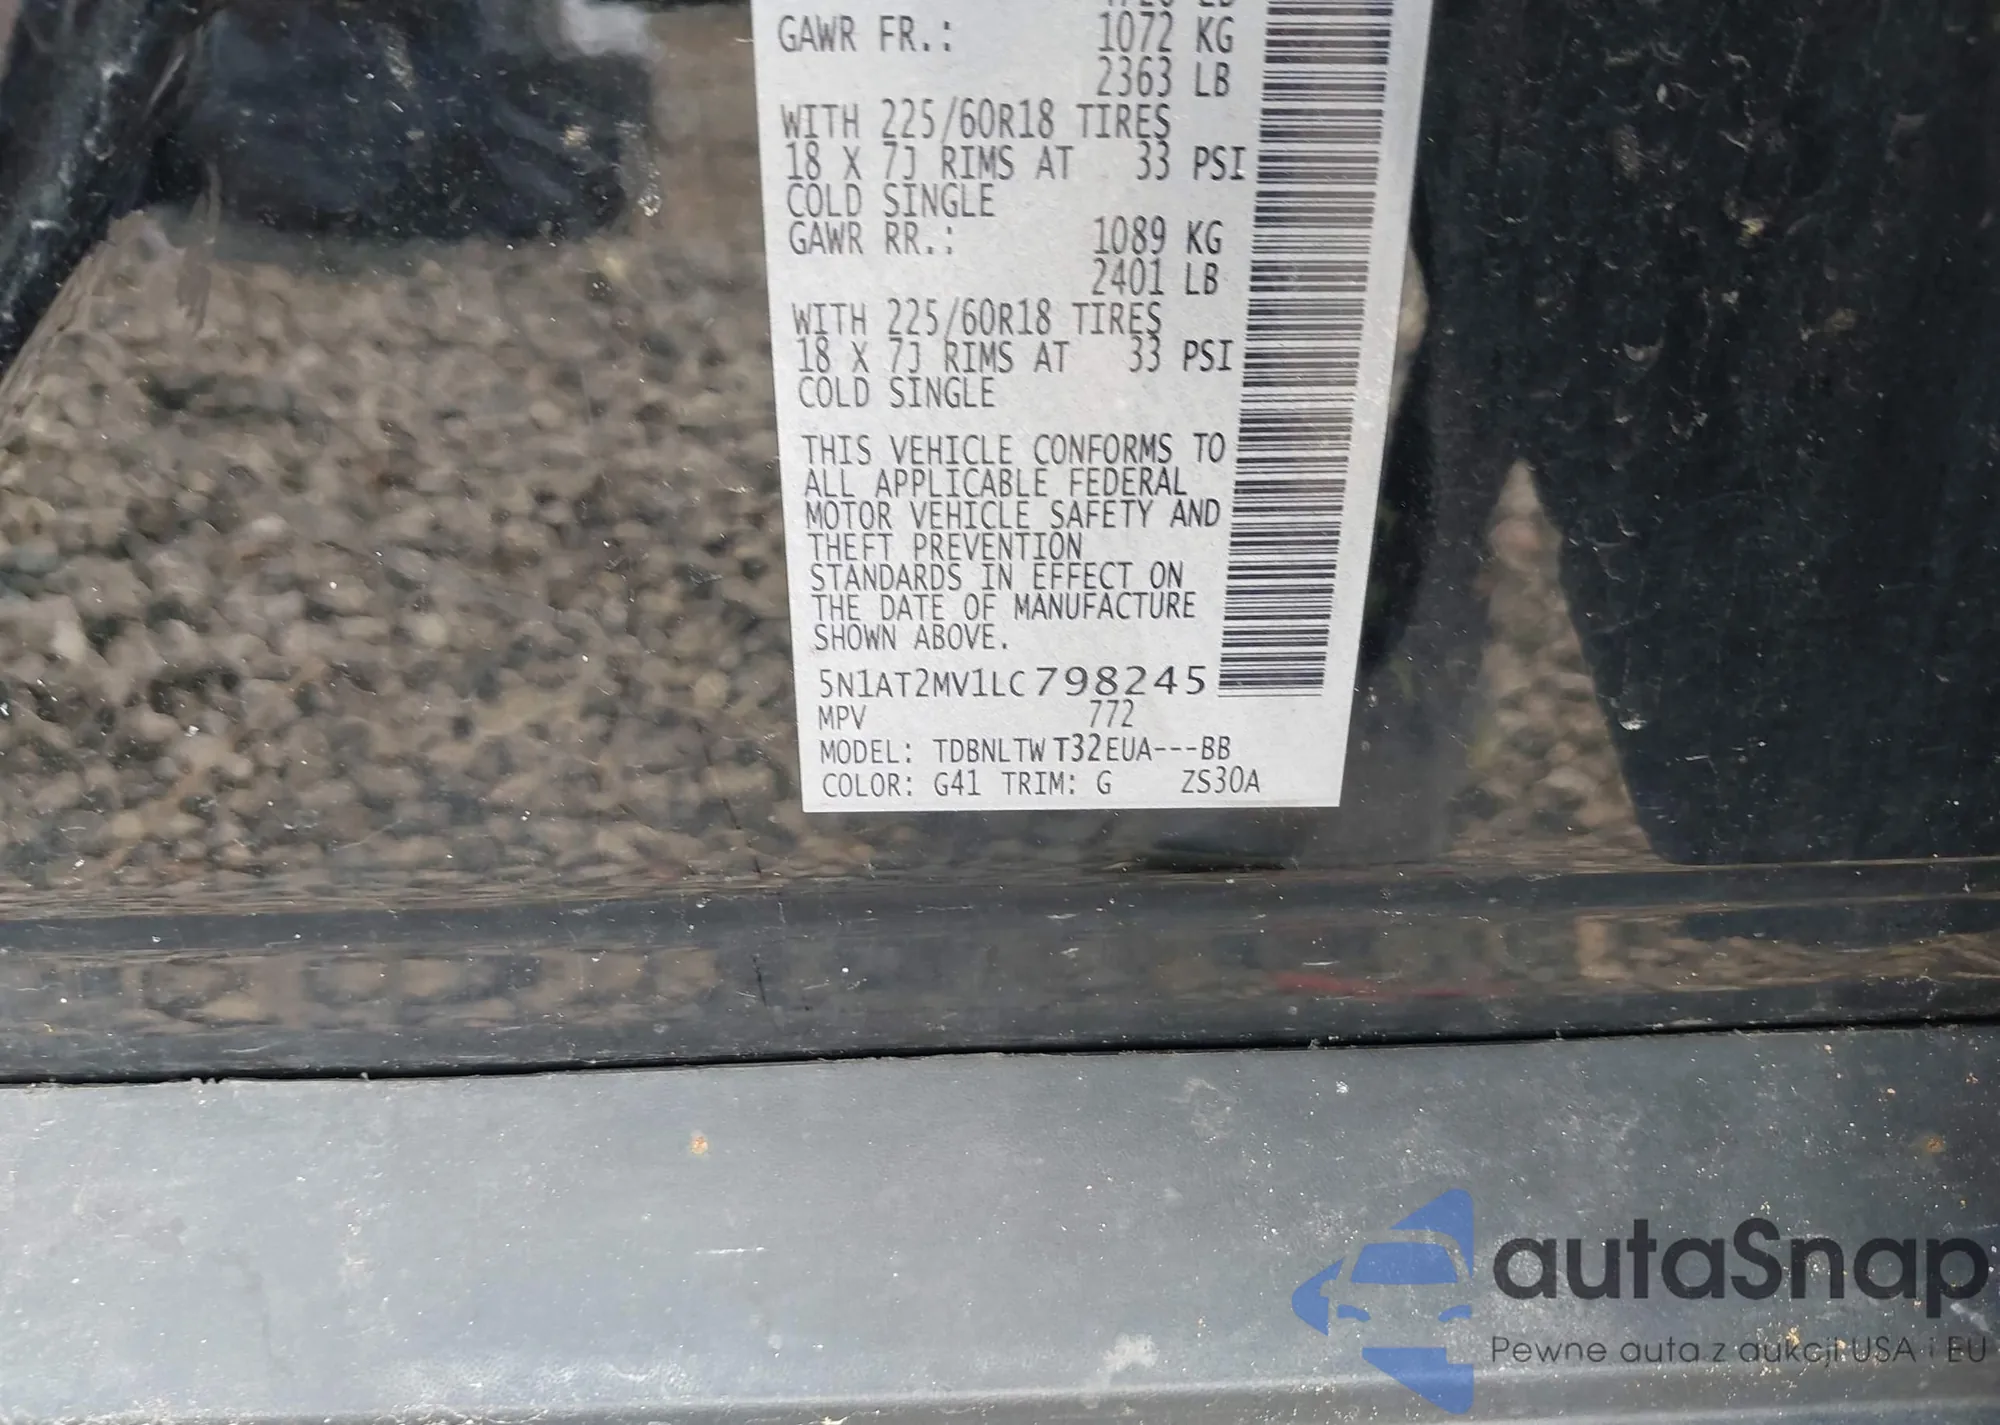 GAWR FR.: 1072 KG
2363 LB
WITH 225/60R18 TIRES
18 X 7J RIMS AT 33 PSI
COLD SINGLE
GAWR RR.: 1089 KG
2401 LB
WITH 225/60R18 TIRES
18 X 7J RIMS AT 33 PSI
COLD SINGLE
THIS VEHICLE CONFORMS TO
ALL APPLICABLE FEDERAL
MOTOR VEHICLE SAFETY AND
THEFT PREVENTION
STANDARDS IN EFFECT ON
THE DATE OF MANUFACTURE
SHOWN ABOVE.
5N1AT2MV1LC798245
MPV 772
MODEL: TDBNLTW T32EUA---BB
COLOR: G41 TRIM: G ZS30A
autaSnap
Pewne auta z aukcji USA i EU